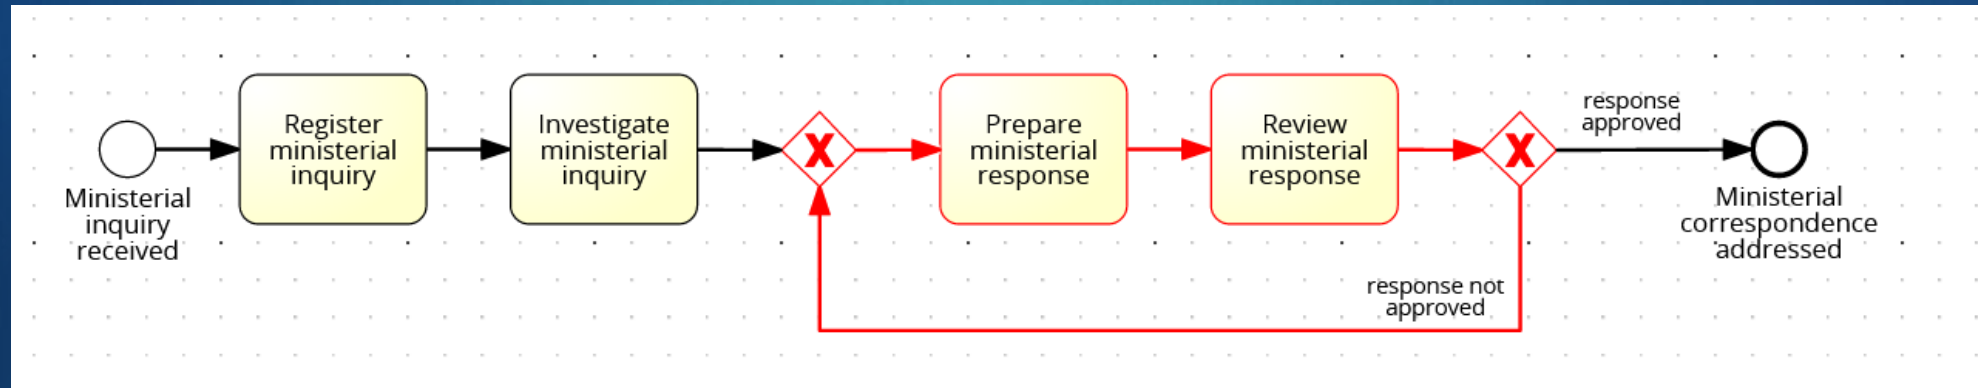 Ministerial
inquiry
received
Register
ministerial
inquiry
Investigate
ministerial
inquiry
X
Prepare
ministerial
response
Review
ministerial
response
X
response
approved
response not
approved
Ministerial
correspondence
addressed